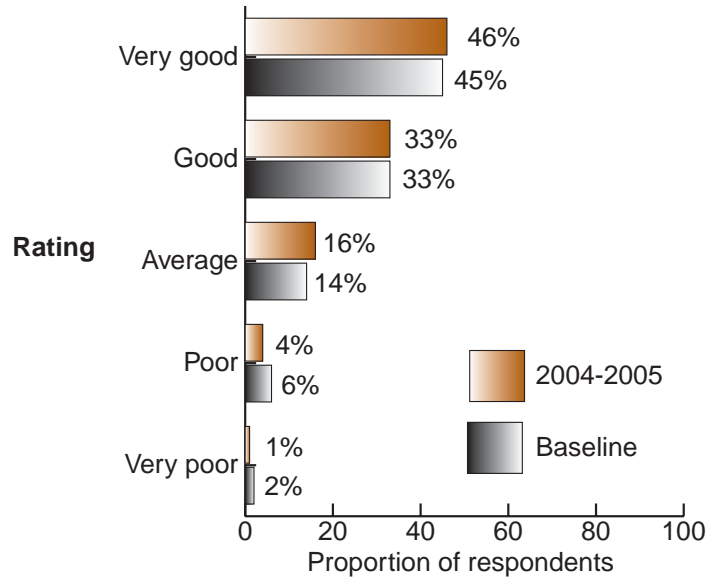 Very good
46%
45%
Good
33%
33%
Rating
Average
16%
14%
Poor
4%
6%
2004-2005
Baseline
Very poor
1%
2%
0 20 40 60 80 100
Proportion of respondents